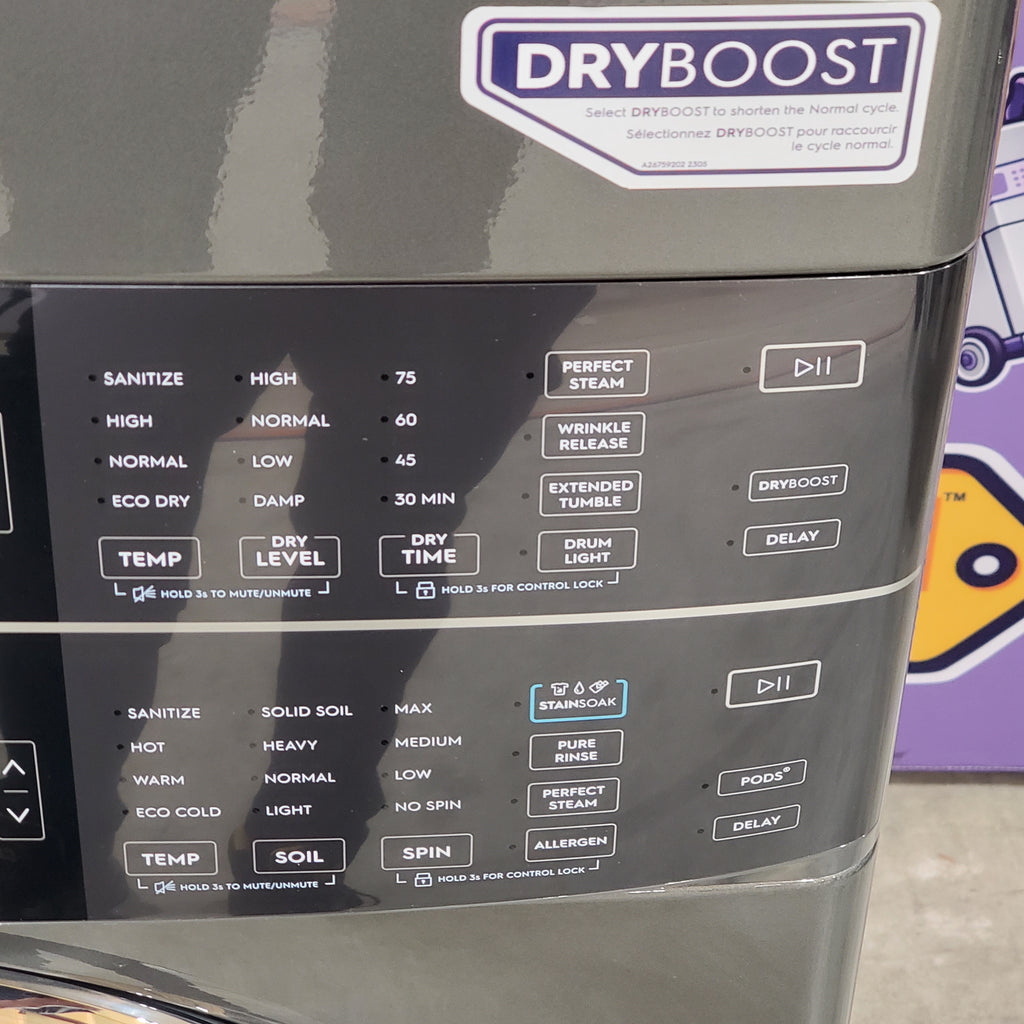 DRYBOOST
Select DRYBOOST to shorten the Normal cycle.
Sélectionnez DRYBOOST pour raccourcir
le cycle normal.
A26759202 2305
SANITIZE HIGH 75 PERFECT STEAM
HIGH NORMAL 60 WRINKLE RELEASE
NORMAL LOW 45 EXTENDED TUMBLE DRYBOOST
ECO DRY DAMP 30 MIN
TEMP DRY LEVEL DRY TIME DRUM LIGHT DELAY
HOLD 3s TO MUTE/UNMUTE HOLD 3s FOR CONTROL LOCK
TM
SANITIZE SOLID SOIL MAX STAINSOAK
HOT HEAVY MEDIUM PURE RINSE
WARM NORMAL LOW PERFECT STEAM PODS®
ECO COLD LIGHT NO SPIN
TEMP SOIL SPIN ALLERGEN DELAY
HOLD 3s TO MUTE/UNMUTE HOLD 3s FOR CONTROL LOCK